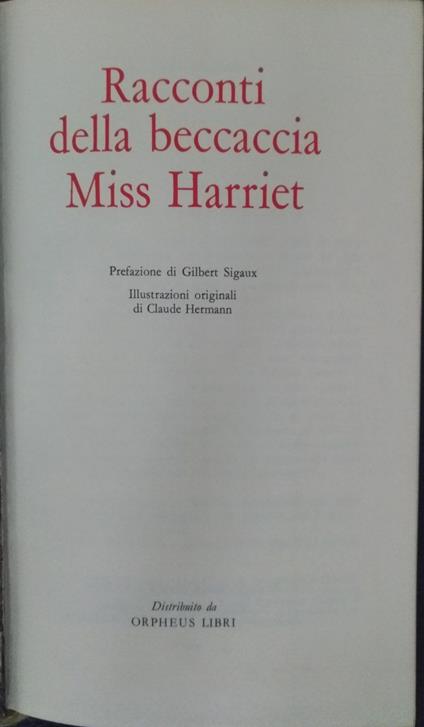 Racconti
della beccaccia
Miss Harriet
Prefazione di Gilbert Sigaux
Illustrazioni originali
di Claude Hermann
Distribuito da
ORPHEUS LIBRI